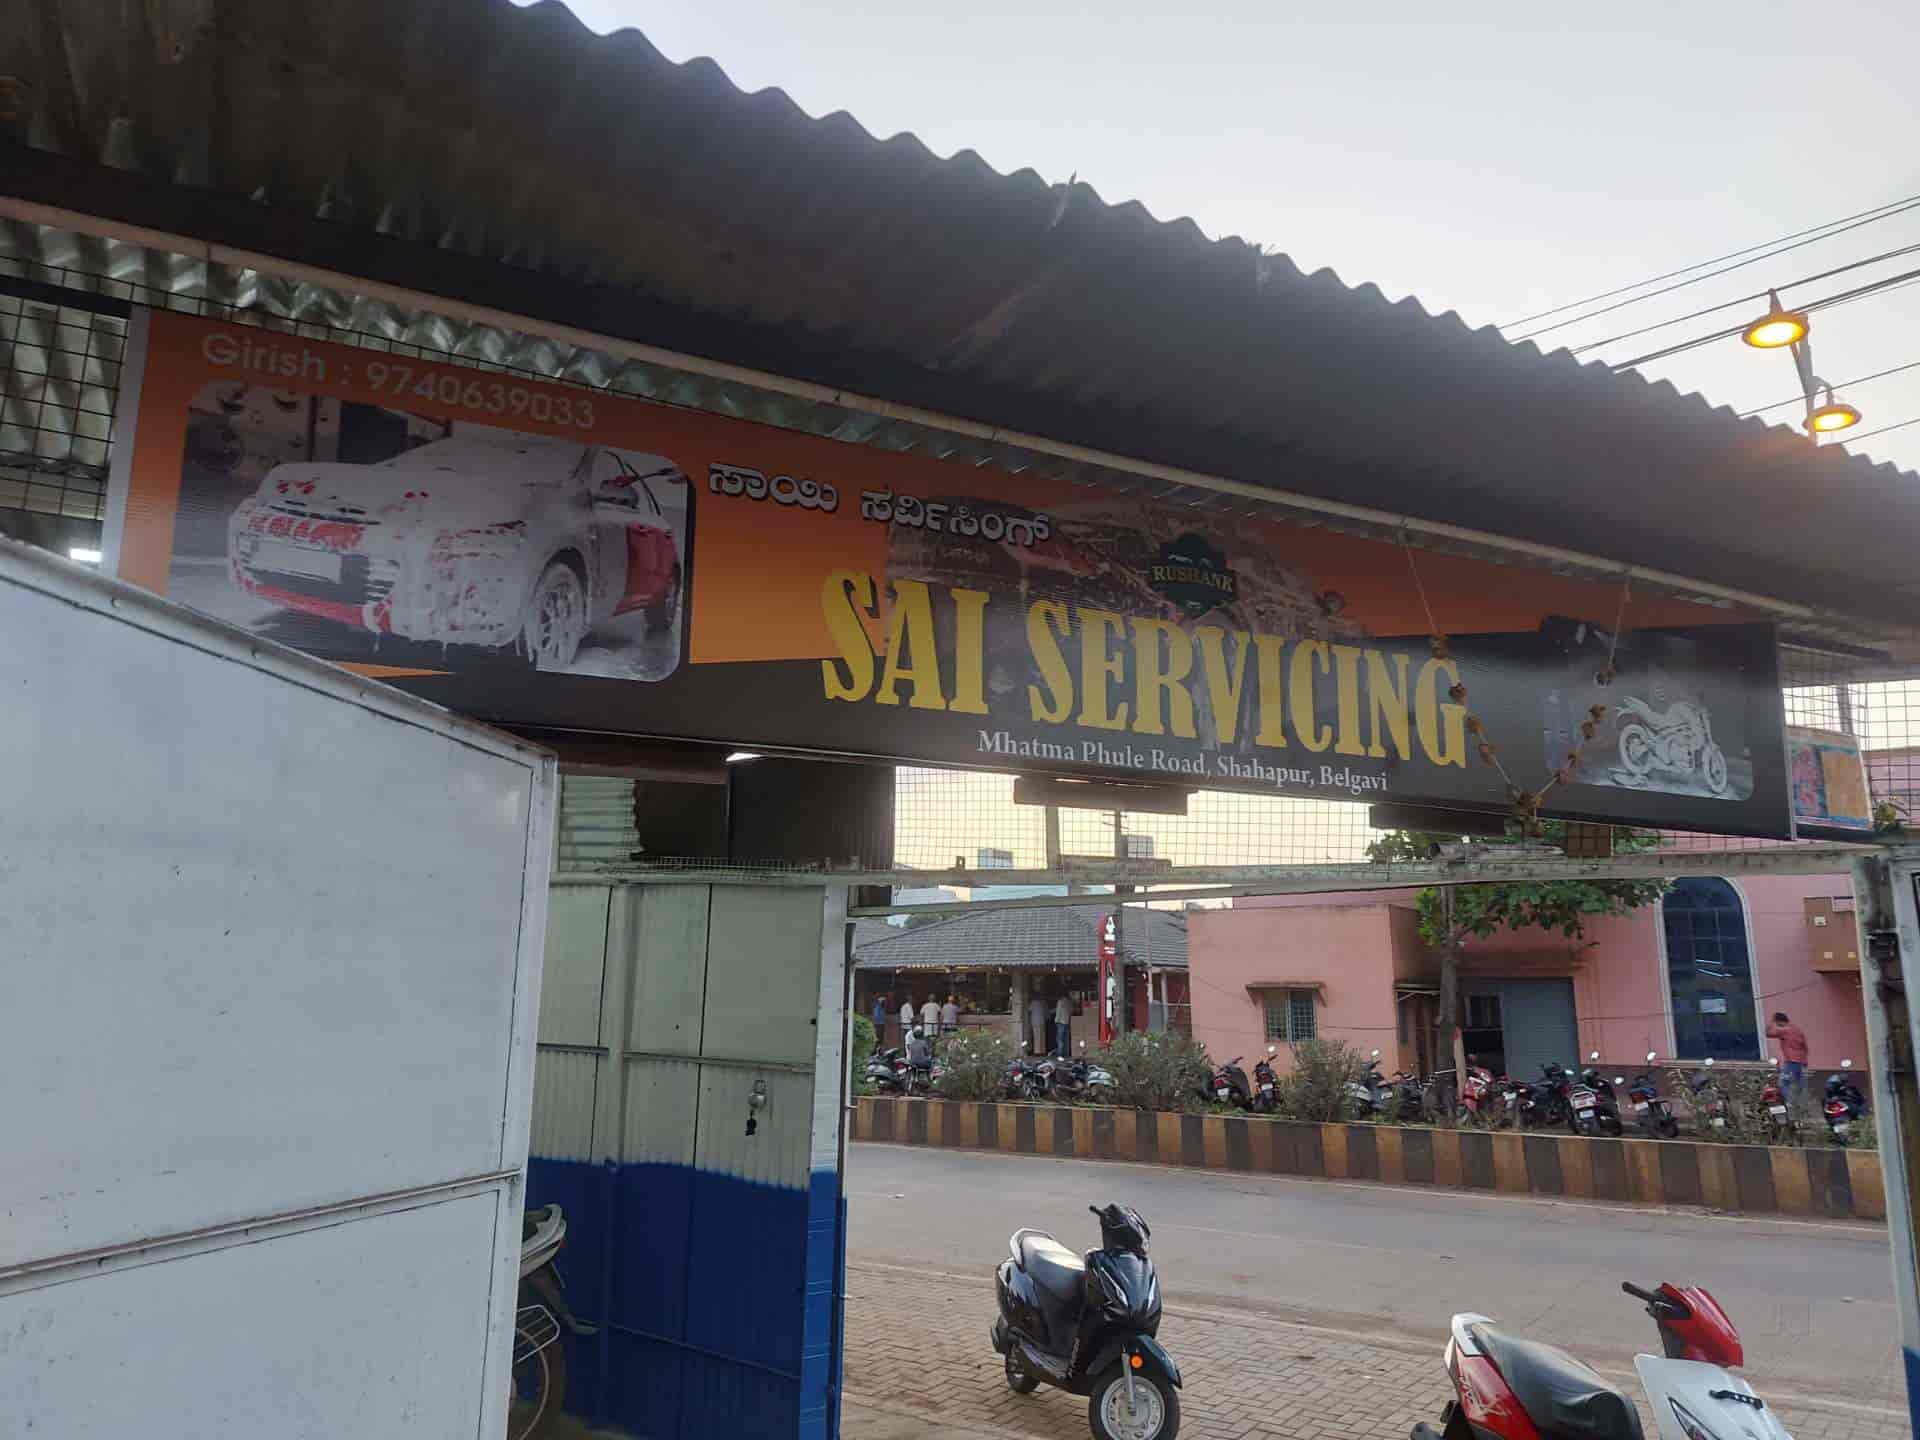 Girish : 9740639033
ಸಾಯಿ ಸರ್ವಿಸಿಂಗ್
RUSHANK
SAI SERVICING
Mhatma Phule Road, Shahapur, Belgavi